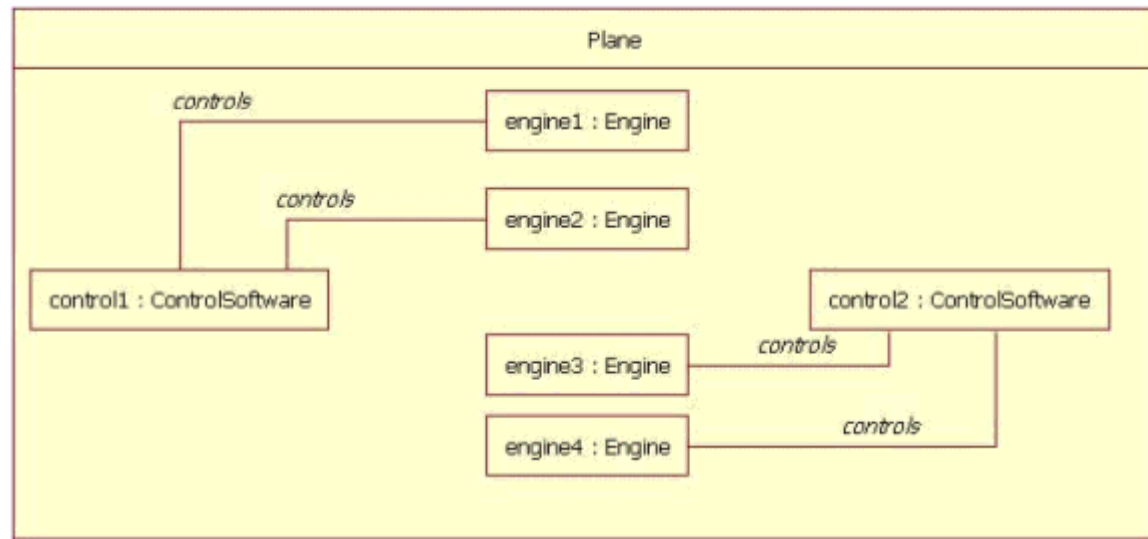 Plane
controls
engine1 : Engine
controls
engine2 : Engine
control1 : ControlSoftware
control2 : ControlSoftware
controls
engine3 : Engine
controls
engine4 : Engine